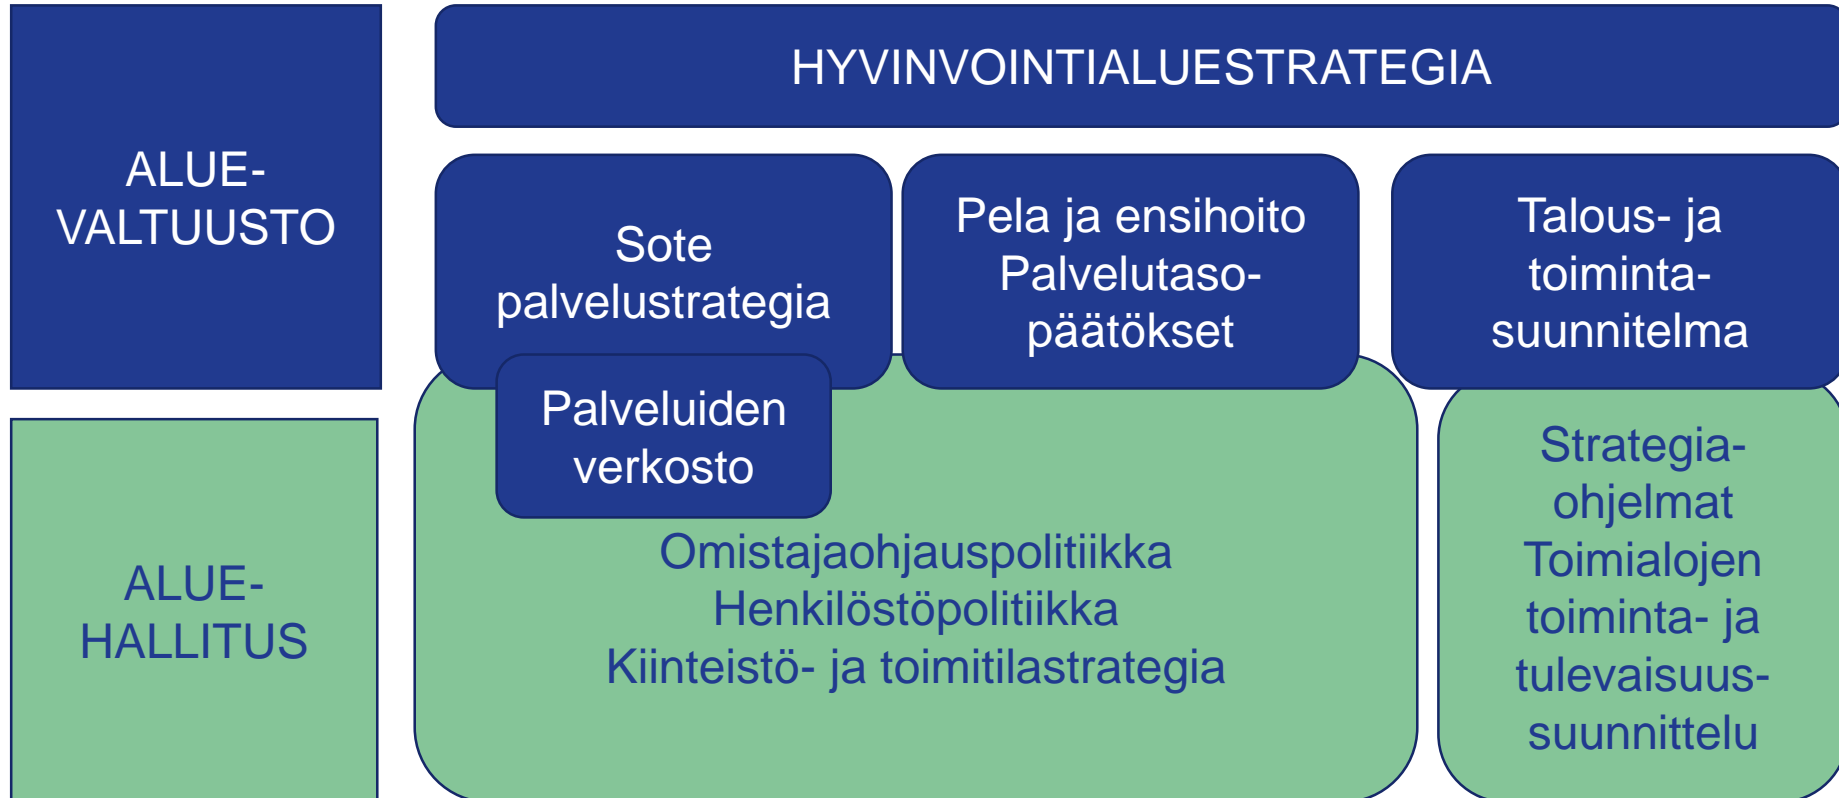 HYVINVOINTIALUESTRATEGIA
ALUE-
VALTUUSTO
Sote
palvelustrategia
Pela ja ensihoito
Palvelutaso-
päätökset
Talous- ja
toiminta-
suunnitelma
Palveluiden
verkosto
ALUE-
HALLITUS
Omistajaohjauspolitiikka
Henkilöstöpolitiikka
Kiinteistö- ja toimitilastrategia
Strategia-
ohjelmat
Toimialojen
toiminta- ja
tulevaisuus-
suunnittelu